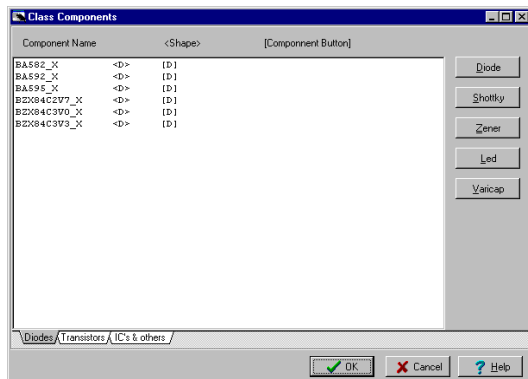 Class Components
Component Name <Shape> [Componnent Button]
BA582_X <D> [D]
BA592_X <D> [D]
BA595_X <D> [D]
BZX84C2V7_X <D> [D]
BZX84C3V0_X <D> [D]
BZX84C3V3_X <D> [D]
Diode
Shottky
Zener
Led
Varicap
Diodes Transistors IC's & others
OK Cancel Help